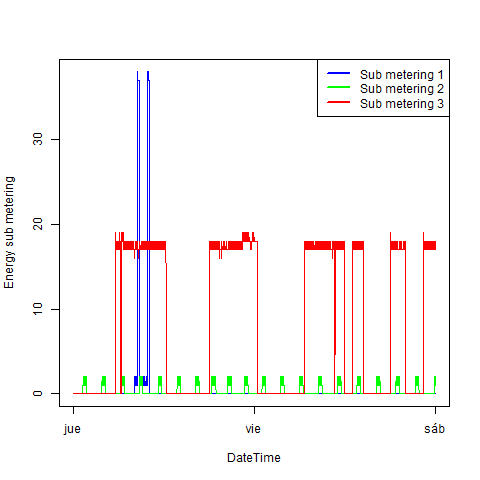 Sub metering 1
Sub metering 2
Sub metering 3
Energy sub metering
30
20
10
0
jue vie sáb
DateTime